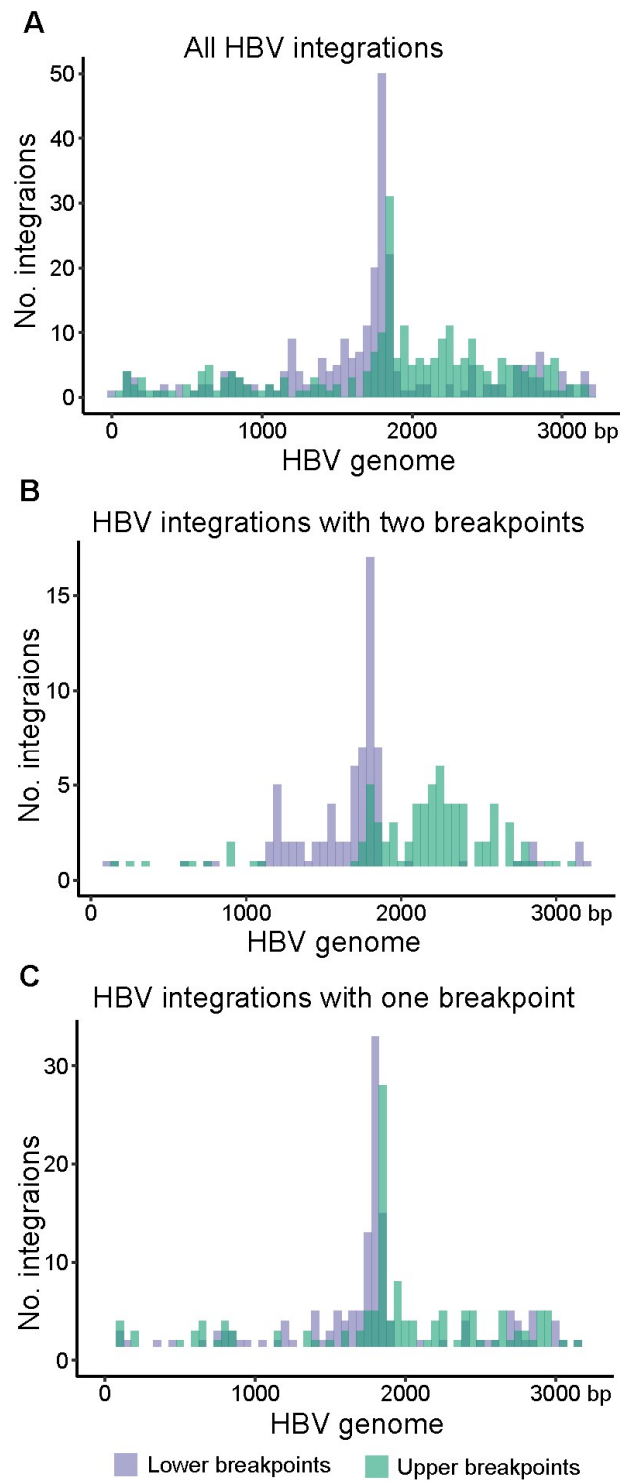 A
All HBV integrations
No. integraions
50
40
30
20
10
0
0 1000 2000 3000 bp
HBV genome
B
HBV integrations with two breakpoints
No. integraions
15
10
5
0
0 1000 2000 3000 bp
HBV genome
C
HBV integrations with one breakpoint
No. integraions
30
20
10
0
0 1000 2000 3000 bp
HBV genome
Lower breakpoints Upper breakpoints